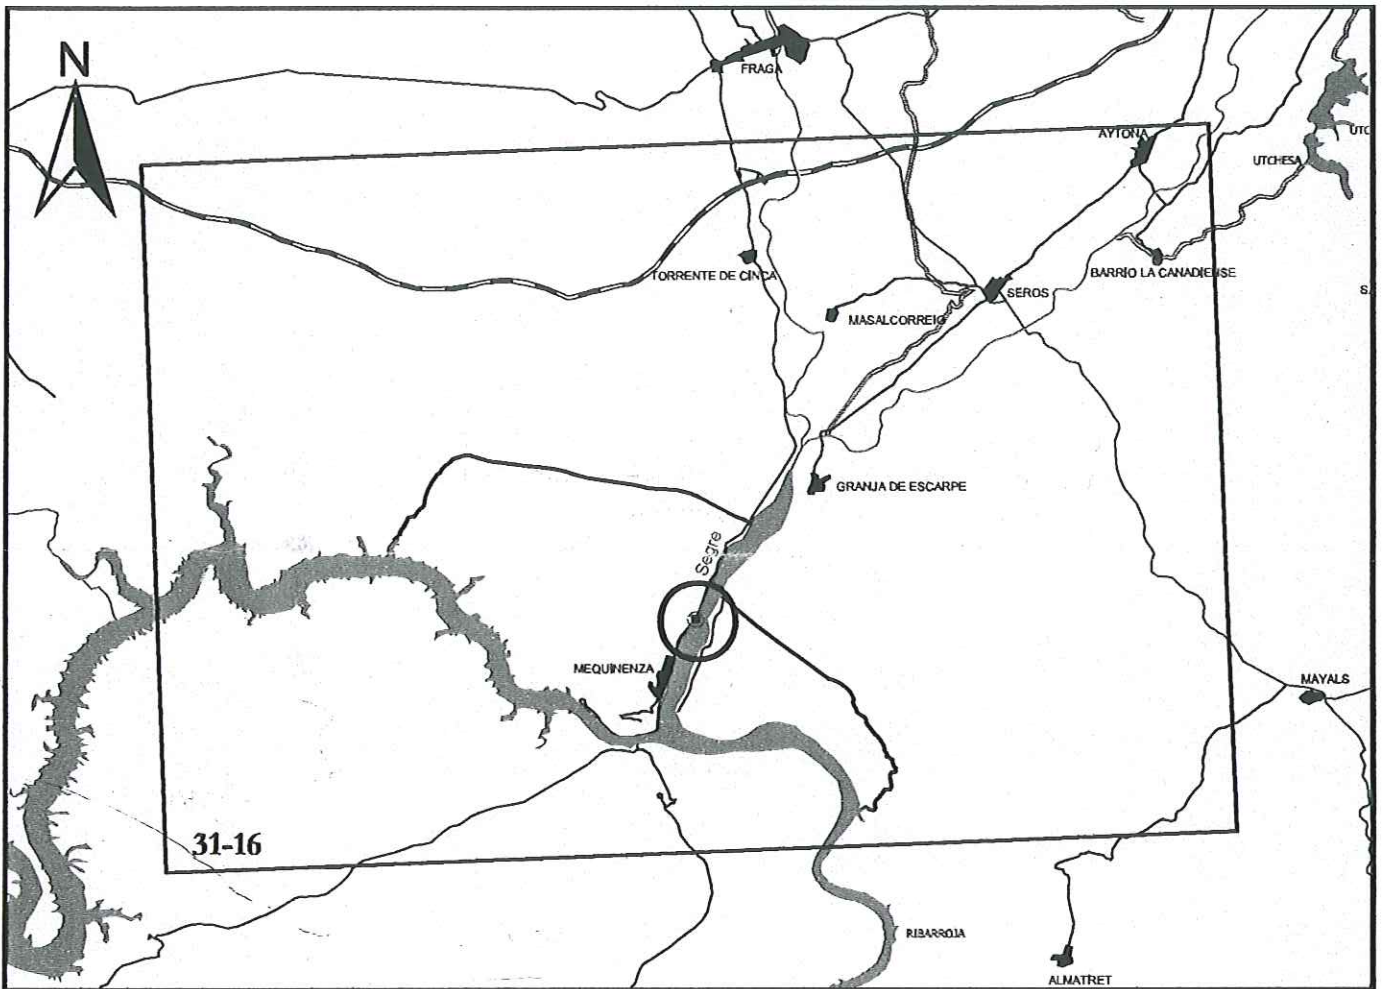 N
FRAGA
AYTONA
UTCHESA
TORRENTE DE CINCA
BARRIO LA CANADIENSE
SEROS
MASALCORREIG
GRANJA DE ESCARPE
Segre
MEQUINENZA
MAYALS
31-16
RIBARROJA
ALMATRET